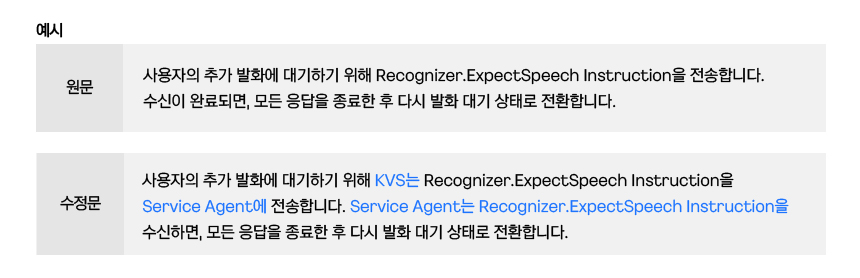 예시
원문
사용자의 추가 발화에 대기하기 위해 Recognizer.ExpectSpeech Instruction을 전송합니다.
수신이 완료되면, 모든 응답을 종료한 후 다시 발화 대기 상태로 전환합니다.
수정문
사용자의 추가 발화에 대기하기 위해 KVS는 Recognizer.ExpectSpeech Instruction을
Service Agent에 전송합니다. Service Agent는 Recognizer.ExpectSpeech Instruction을
수신하면, 모든 응답을 종료한 후 다시 발화 대기 상태로 전환합니다.